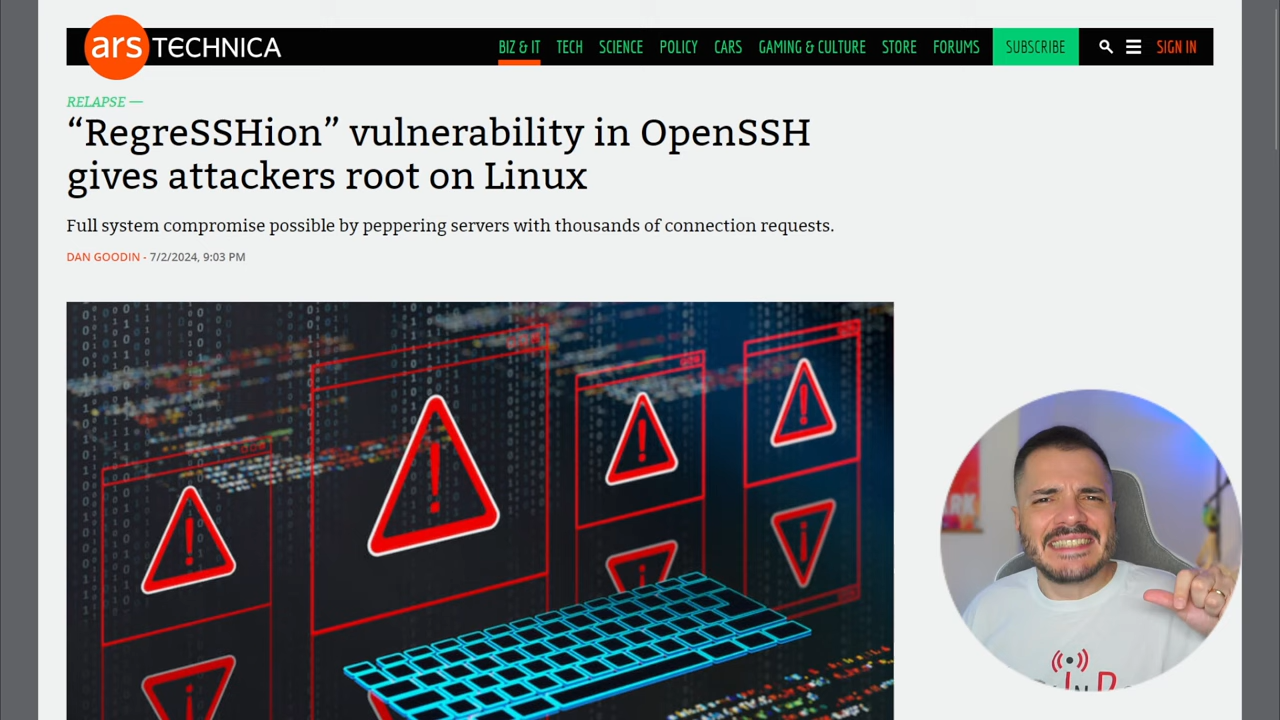 ars TECHNICA
BIZ & IT TECH SCIENCE POLICY CARS GAMING & CULTURE STORE FORUMS SUBSCRIBE SIGN IN
RELAPSE —
“RegreSSHion” vulnerability in OpenSSH
gives attackers root on Linux
Full system compromise possible by peppering servers with thousands of connection requests.
DAN GOODIN - 7/2/2024, 9:03 PM